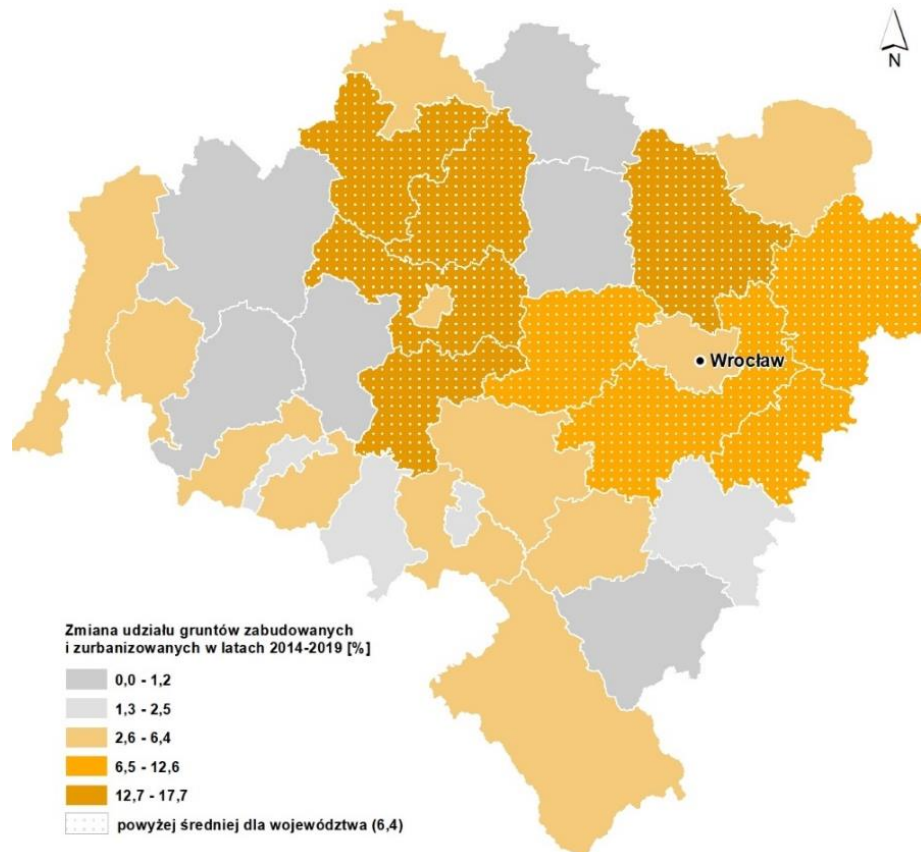 N
Wrocław
Zmiana udziału gruntów zabudowanych
i zurbanizowanych w latach 2014-2019 [%]
0,0 - 1,2
1,3 - 2,5
2,6 - 6,4
6,5 - 12,6
12,7 - 17,7
powyżej średniej dla województwa (6,4)